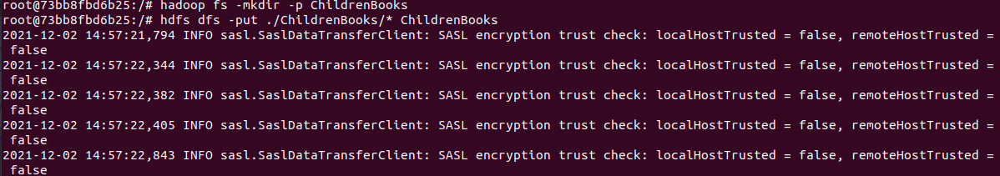 root@73bb8fbd6b25:/# hadoop fs -mkdir -p ChildrenBooks
root@73bb8fbd6b25:/# hdfs dfs -put ./ChildrenBooks/* ChildrenBooks
2021-12-02 14:57:21,794 INFO sasl.SaslDataTransferClient: SASL encryption trust check: localHostTrusted = false, remoteHostTrusted =
 false
2021-12-02 14:57:22,344 INFO sasl.SaslDataTransferClient: SASL encryption trust check: localHostTrusted = false, remoteHostTrusted =
 false
2021-12-02 14:57:22,382 INFO sasl.SaslDataTransferClient: SASL encryption trust check: localHostTrusted = false, remoteHostTrusted =
 false
2021-12-02 14:57:22,405 INFO sasl.SaslDataTransferClient: SASL encryption trust check: localHostTrusted = false, remoteHostTrusted =
 false
2021-12-02 14:57:22,843 INFO sasl.SaslDataTransferClient: SASL encryption trust check: localHostTrusted = false, remoteHostTrusted =
 false